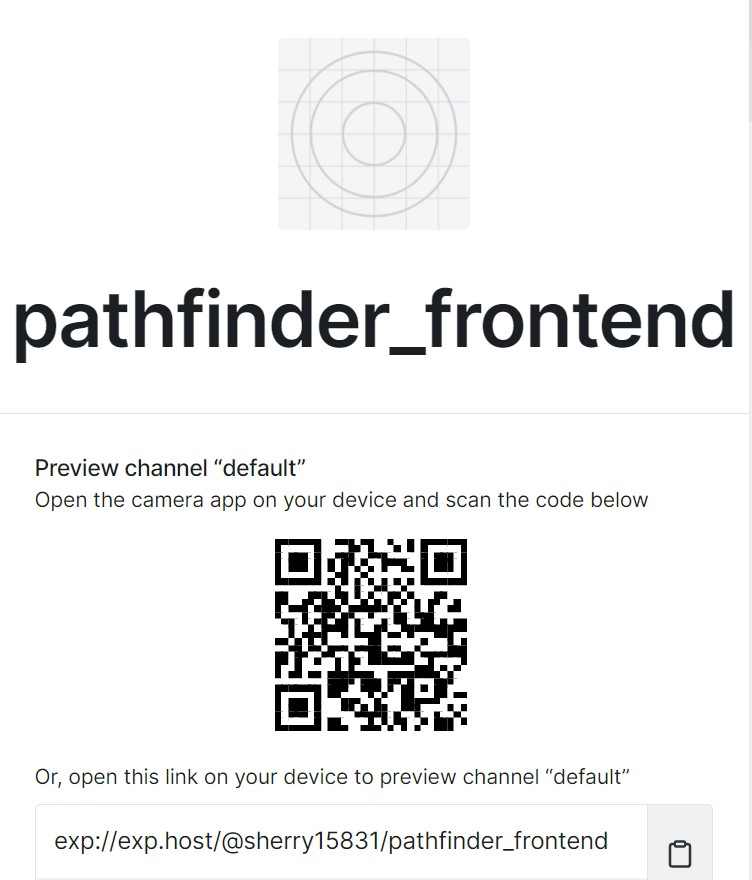 pathfinder_frontend
Preview channel “default”
Open the camera app on your device and scan the code below
Or, open this link on your device to preview channel “default”
exp://exp.host/@sherry15831/pathfinder_frontend